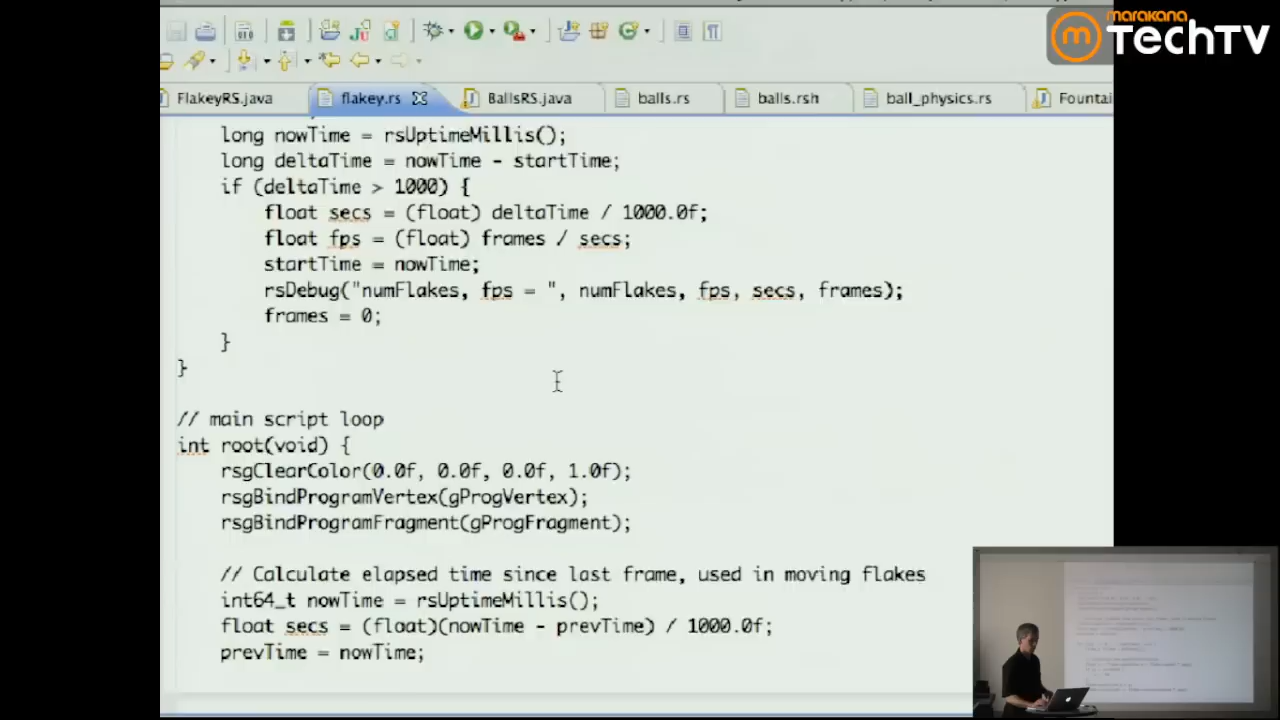 marakana
TechTV
FlakeyRS.java
flakey.rs
BallsRS.java
balls.rs
balls.rsh
ball_physics.rs
Fountai
long nowTime = rsUptimeMillis();
long deltaTime = nowTime - startTime;
if (deltaTime > 1000) {
float secs = (float) deltaTime / 1000.0f;
float fps = (float) frames / secs;
startTime = nowTime;
rsDebug("numFlakes, fps = ", numFlakes, fps, secs, frames);
frames = 0;
}
}
// main script loop
int root(void) {
rsgClearColor(0.0f, 0.0f, 0.0f, 1.0f);
rsgBindProgramVertex(gProgVertex);
rsgBindProgramFragment(gProgFragment);
// Calculate elapsed time since last frame, used in moving flakes
int64_t nowTime = rsUptimeMillis();
float secs = (float)(nowTime - prevTime) / 1000.0f;
prevTime = nowTime;